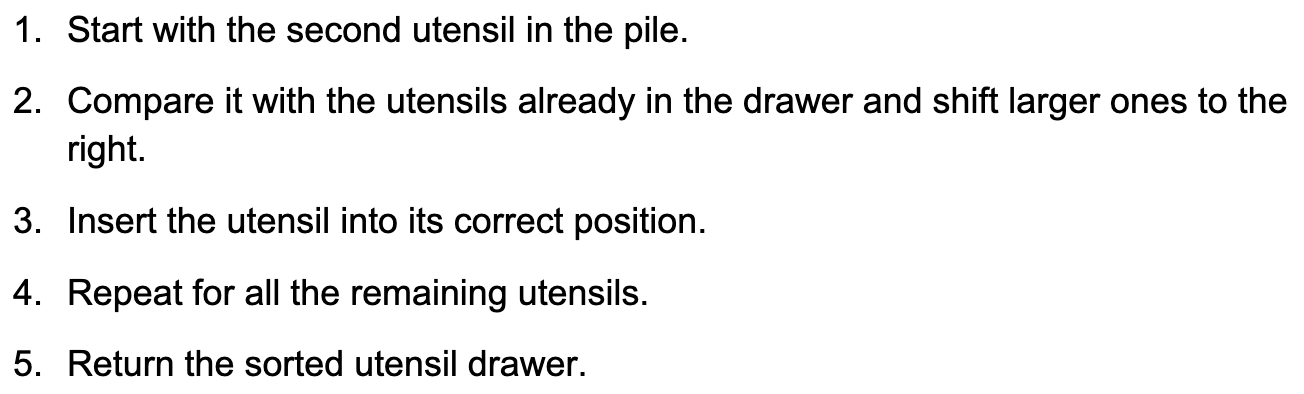 1. Start with the second utensil in the pile.
2. Compare it with the utensils already in the drawer and shift larger ones to the
right.
3. Insert the utensil into its correct position.
4. Repeat for all the remaining utensils.
5. Return the sorted utensil drawer.